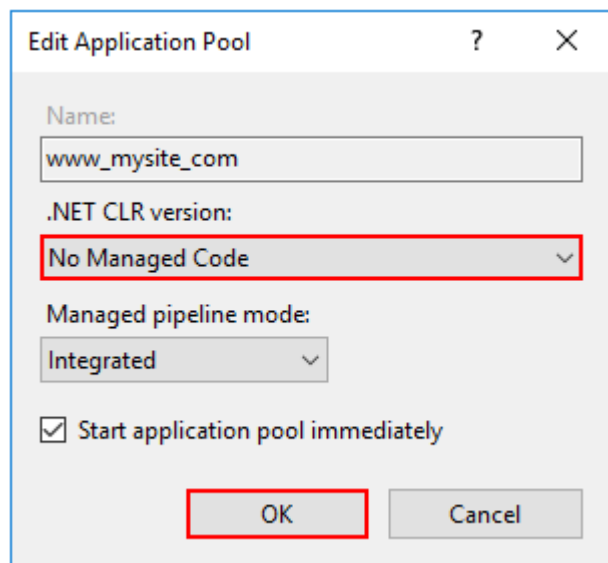 Edit Application Pool ?
Name:
www_mysite_com
.NET CLR version:
No Managed Code
Managed pipeline mode:
Integrated
Start application pool immediately
OK Cancel